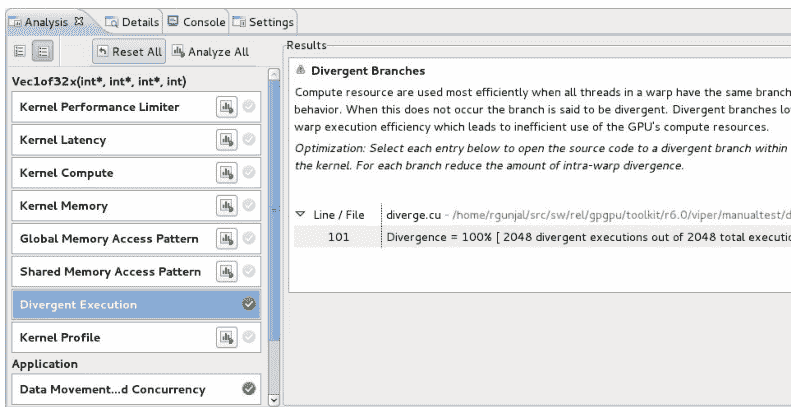 Analysis Details Console Settings
Reset All Analyze All
Vec1of32x(int*, int*, int*, int)
Kernel Performance Limiter
Kernel Latency
Kernel Compute
Kernel Memory
Global Memory Access Pattern
Shared Memory Access Pattern
Divergent Execution
Kernel Profile
Application
Data Movement...d Concurrency
Results
Divergent Branches
Compute resource are used most efficiently when all threads in a warp have the same branch
behavior. When this does not occur the branch is said to be divergent. Divergent branches lo
warp execution efficiency which leads to inefficient use of the GPU's compute resources.
Optimization: Select each entry below to open the source code to a divergent branch within
the kernel. For each branch reduce the amount of intra-warp divergence.
Line / File diverge.cu - /home/rgunjal/src/sw/rel/gpgpu/toolkit/r6.0/viper/manualtest/d
101 Divergence = 100% [ 2048 divergent executions out of 2048 total executio